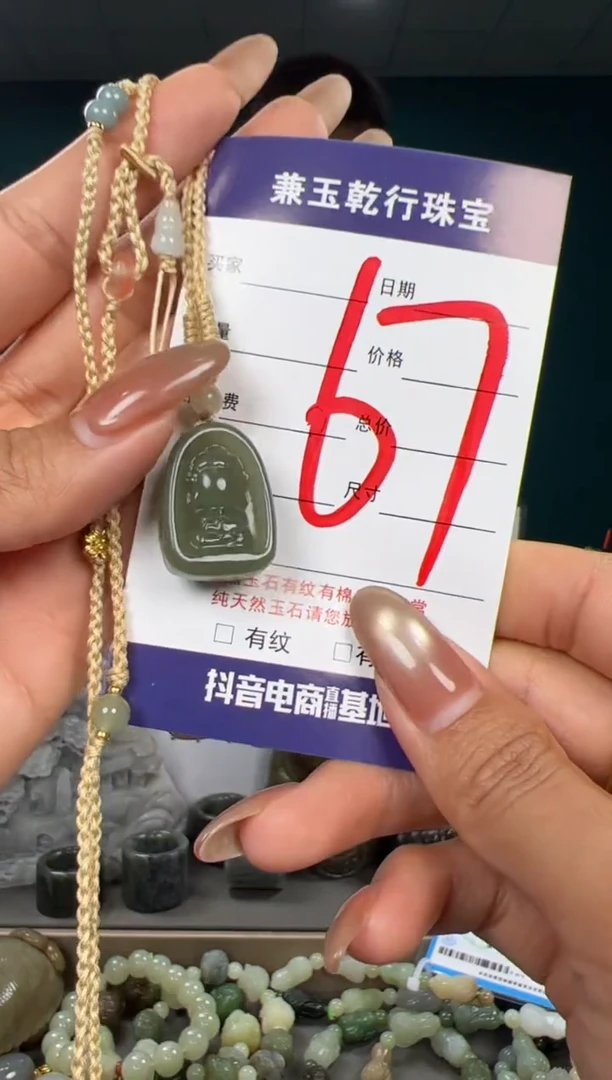 兼玉乾行珠宝
买家
日期
量
价格
费
总价
尺寸
67
玉石有纹有棉
纯天然玉石请您放
□ 有纹 □ 有
抖音电商直播基地